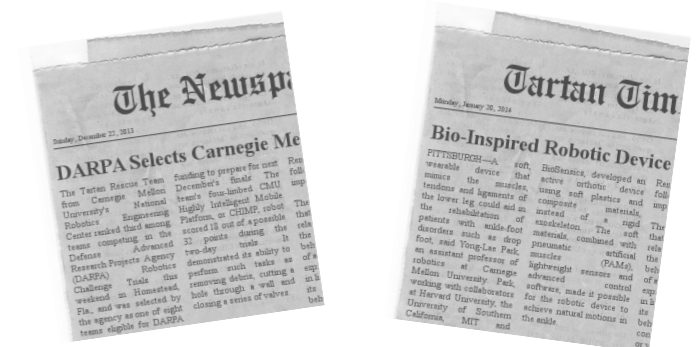 The Newspa
Sunday, December 22, 2013
DARPA Selects Carnegie Me
The Tartan Rescue Team
from Carnegie Mellon
University's National
Robotics Engineering
Center ranked third among
teams competing in the
Defense Advanced
Research Projects Agency
(DARPA) Robotics
Challenge Trials this
weekend in Homestead,
Fla., and was selected by
the agency as one of eight
teams eligible for DARPA
funding to prepare for next
December's finals. The
team's four-limbed CMU
Highly Intelligent Mobile
Platform, or CHIMP, robot
scored 18 out of a possible
32 points during the
two-day trials. It
demonstrated its ability to
perform such tasks as
removing debris, cutting a
hole through a wall and
closing a series of valves.
Tartan Tim
Monday, January 20, 2014
Bio-Inspired Robotic Device
PITTSBURGH—A soft,
wearable device that
mimics the muscles,
tendons and ligaments of
the lower leg could aid in
the rehabilitation of
patients with ankle-foot
disorders such as drop
foot, said Yong-Lae Park,
an assistant professor of
robotics at Carnegie
Mellon University. Park,
working with collaborators
at Harvard University, the
University of Southern
California, MIT and
BioSensics, developed an
active orthotic device
using soft plastics and
composite materials,
instead of a rigid
exoskeleton. The soft
materials, combined with
pneumatic artificial
muscles (PAMs),
lightweight sensors and
advanced control
software, made it possible
for the robotic device to
achieve natural motions in
the ankle.